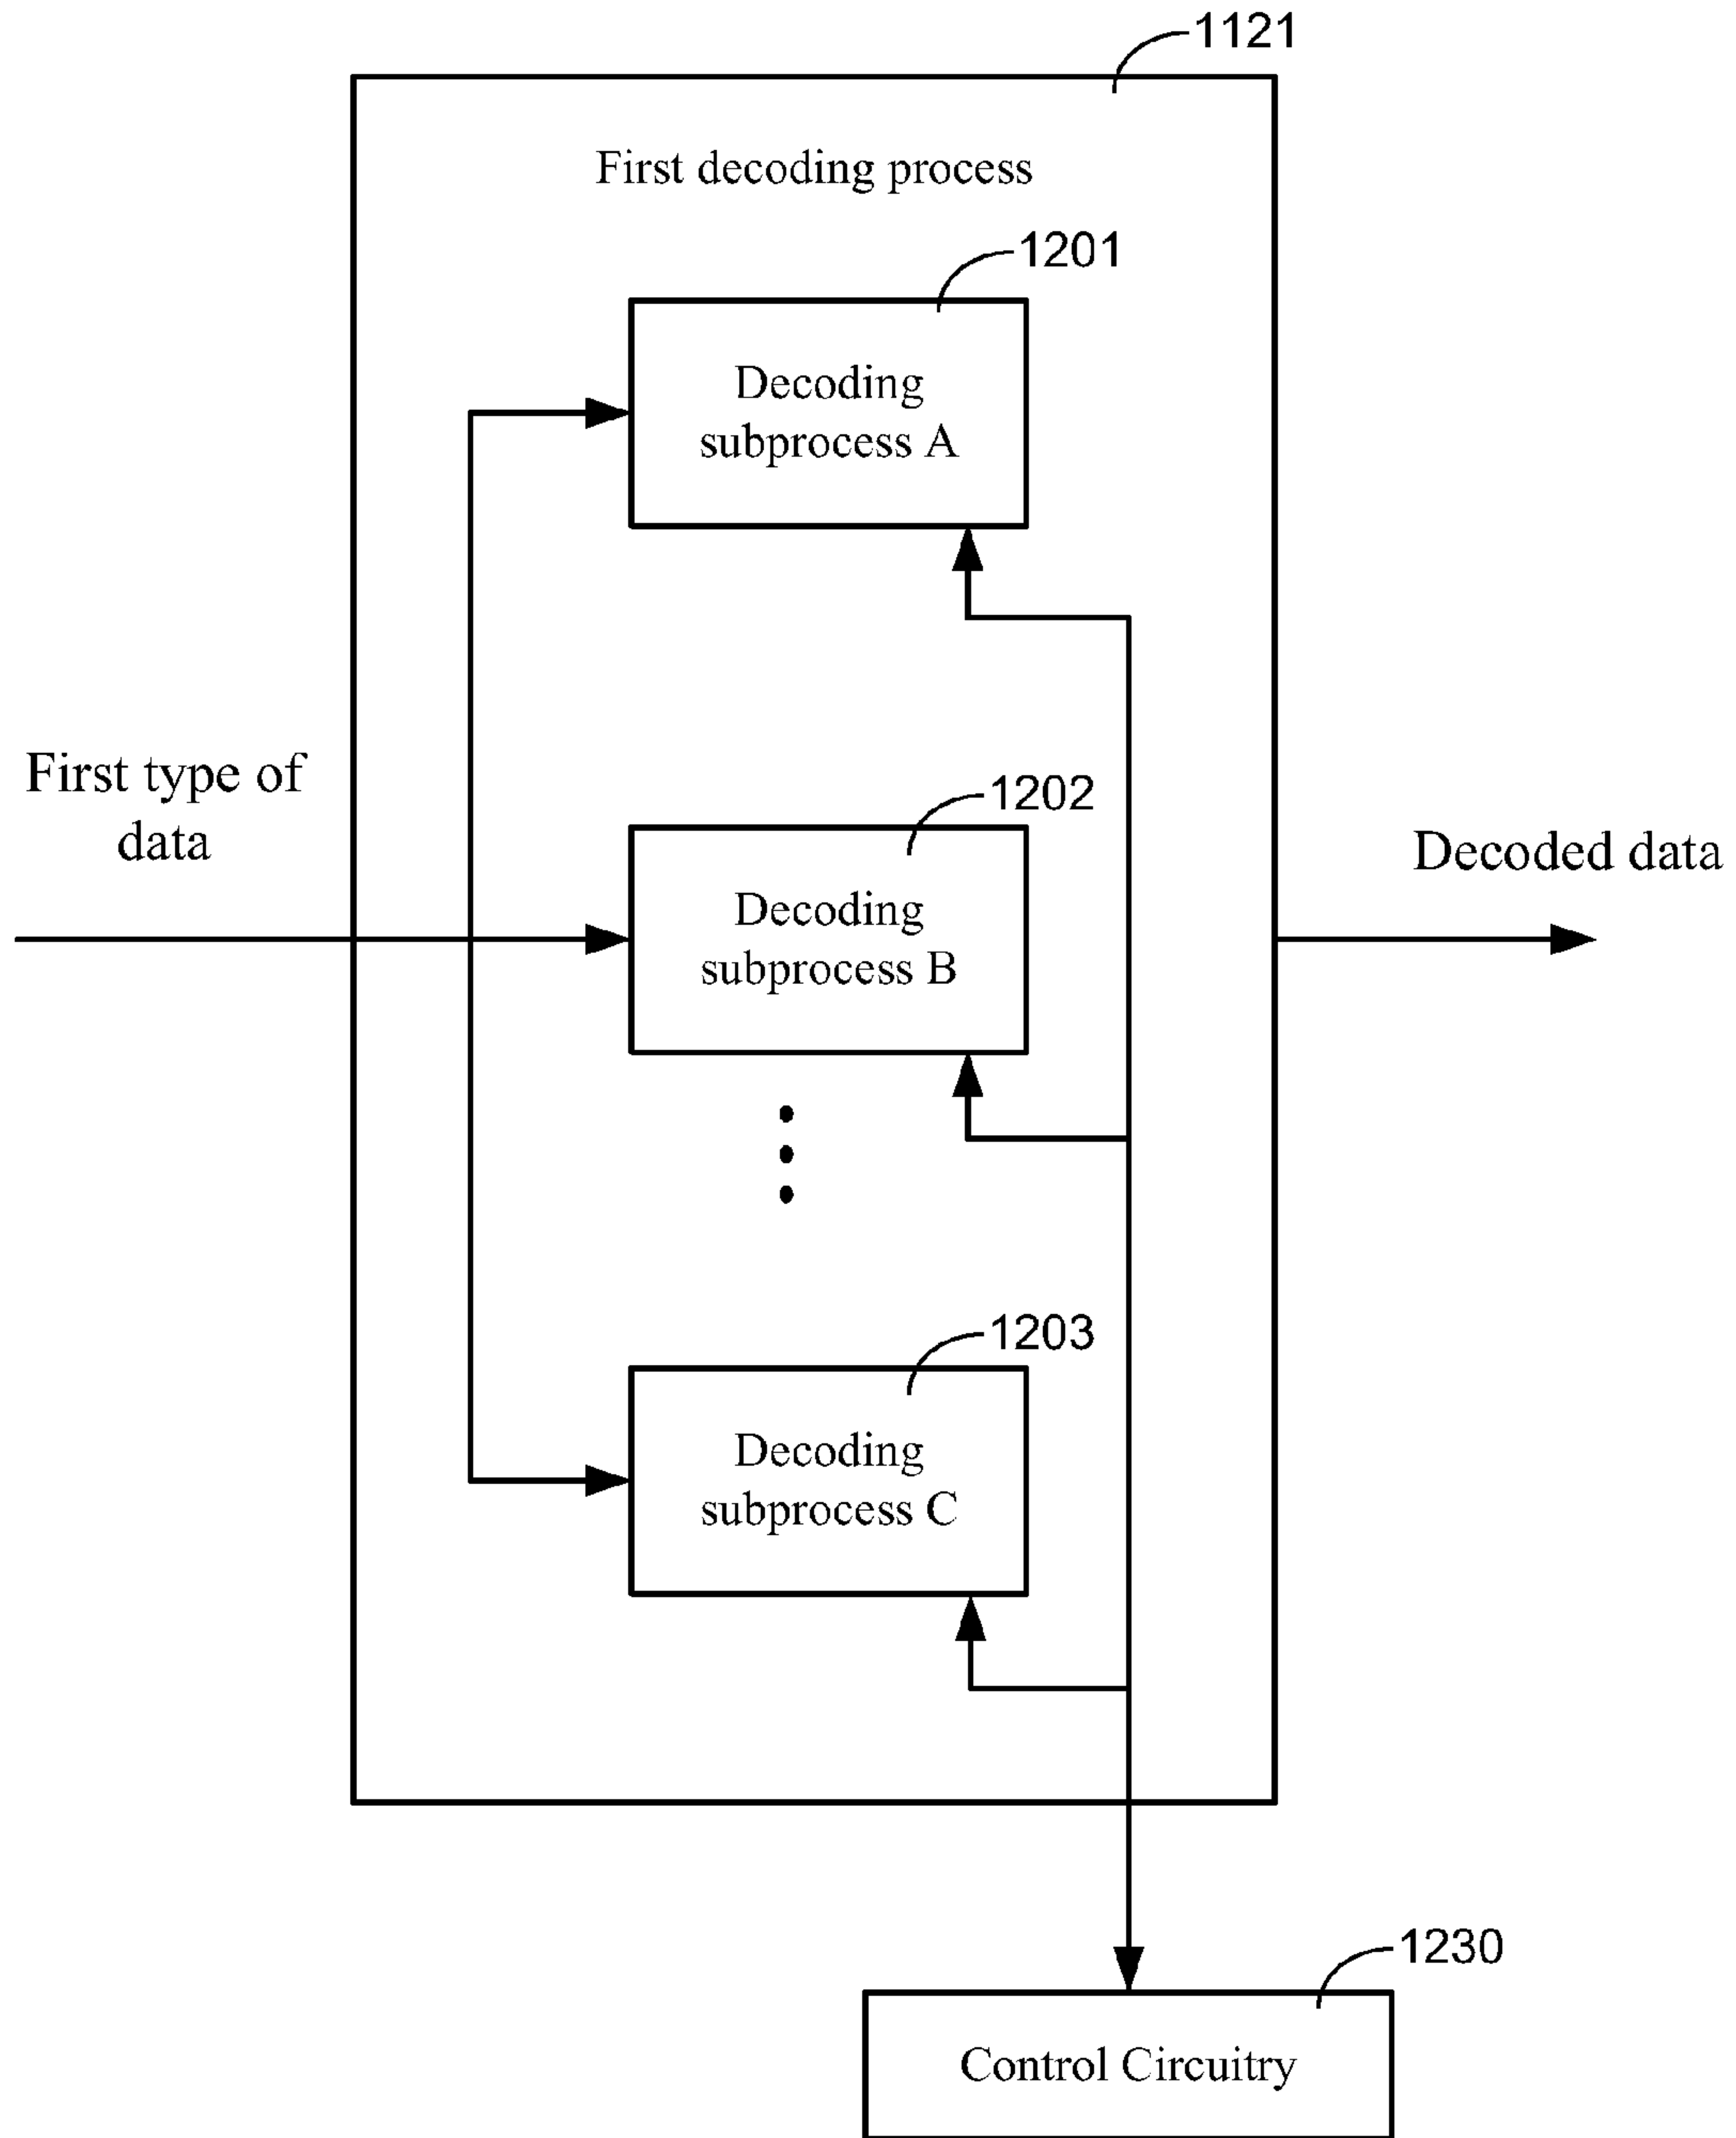 1121
First decoding process
1201
Decoding
subprocess A
First type of
data
1202
Decoding
subprocess B
Decoded data
1203
Decoding
subprocess C
1230
Control Circuitry